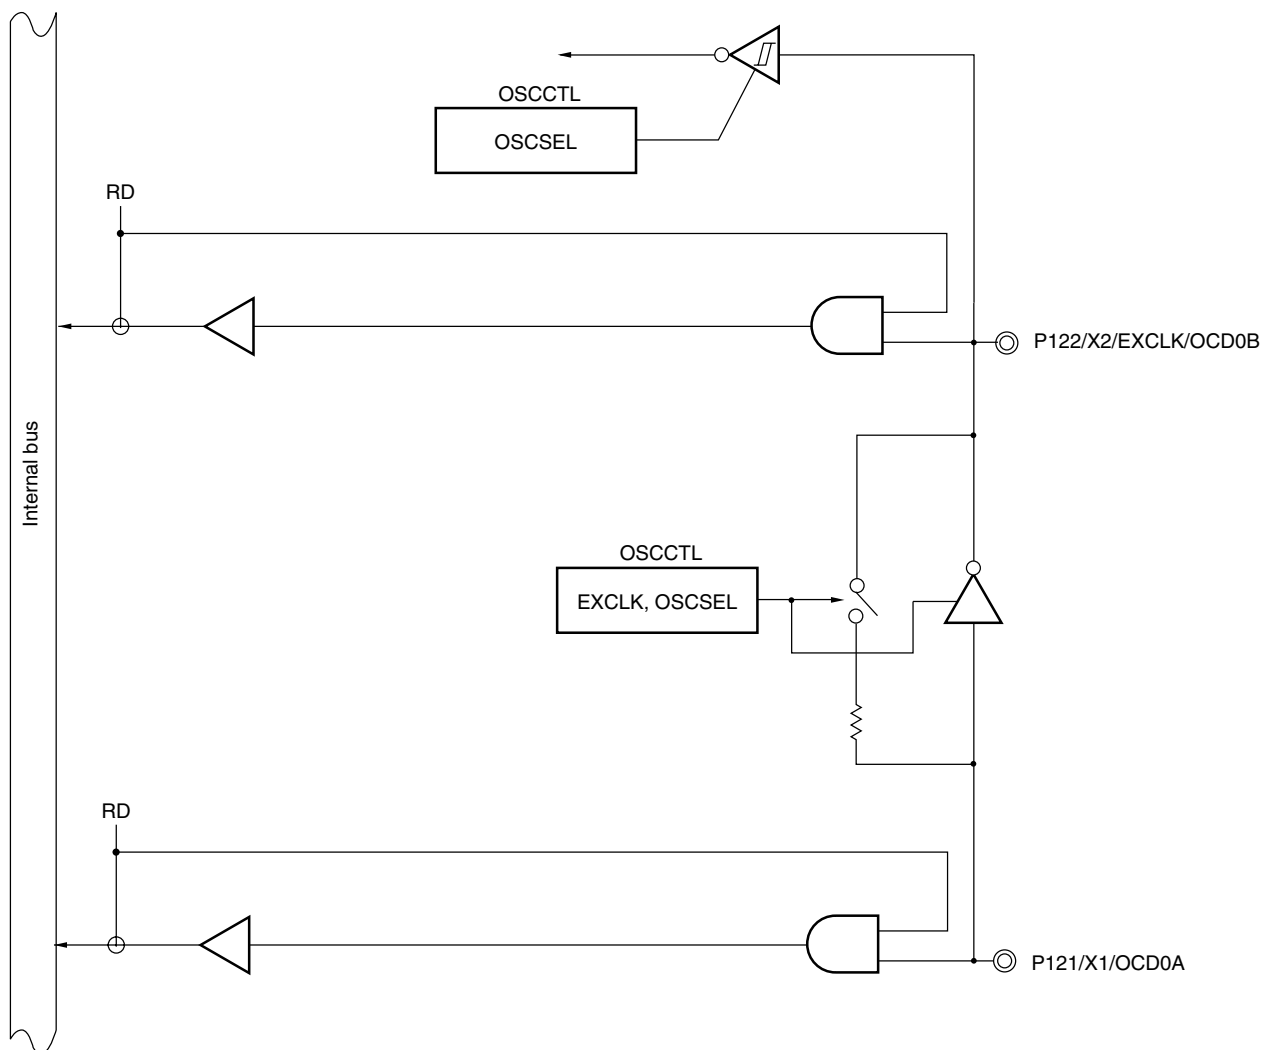 OSCCTL
OSCSEL
RD
P122/X2/EXCLK/OCD0B
Internal bus
OSCCTL
EXCLK, OSCSEL
RD
P121/X1/OCD0A